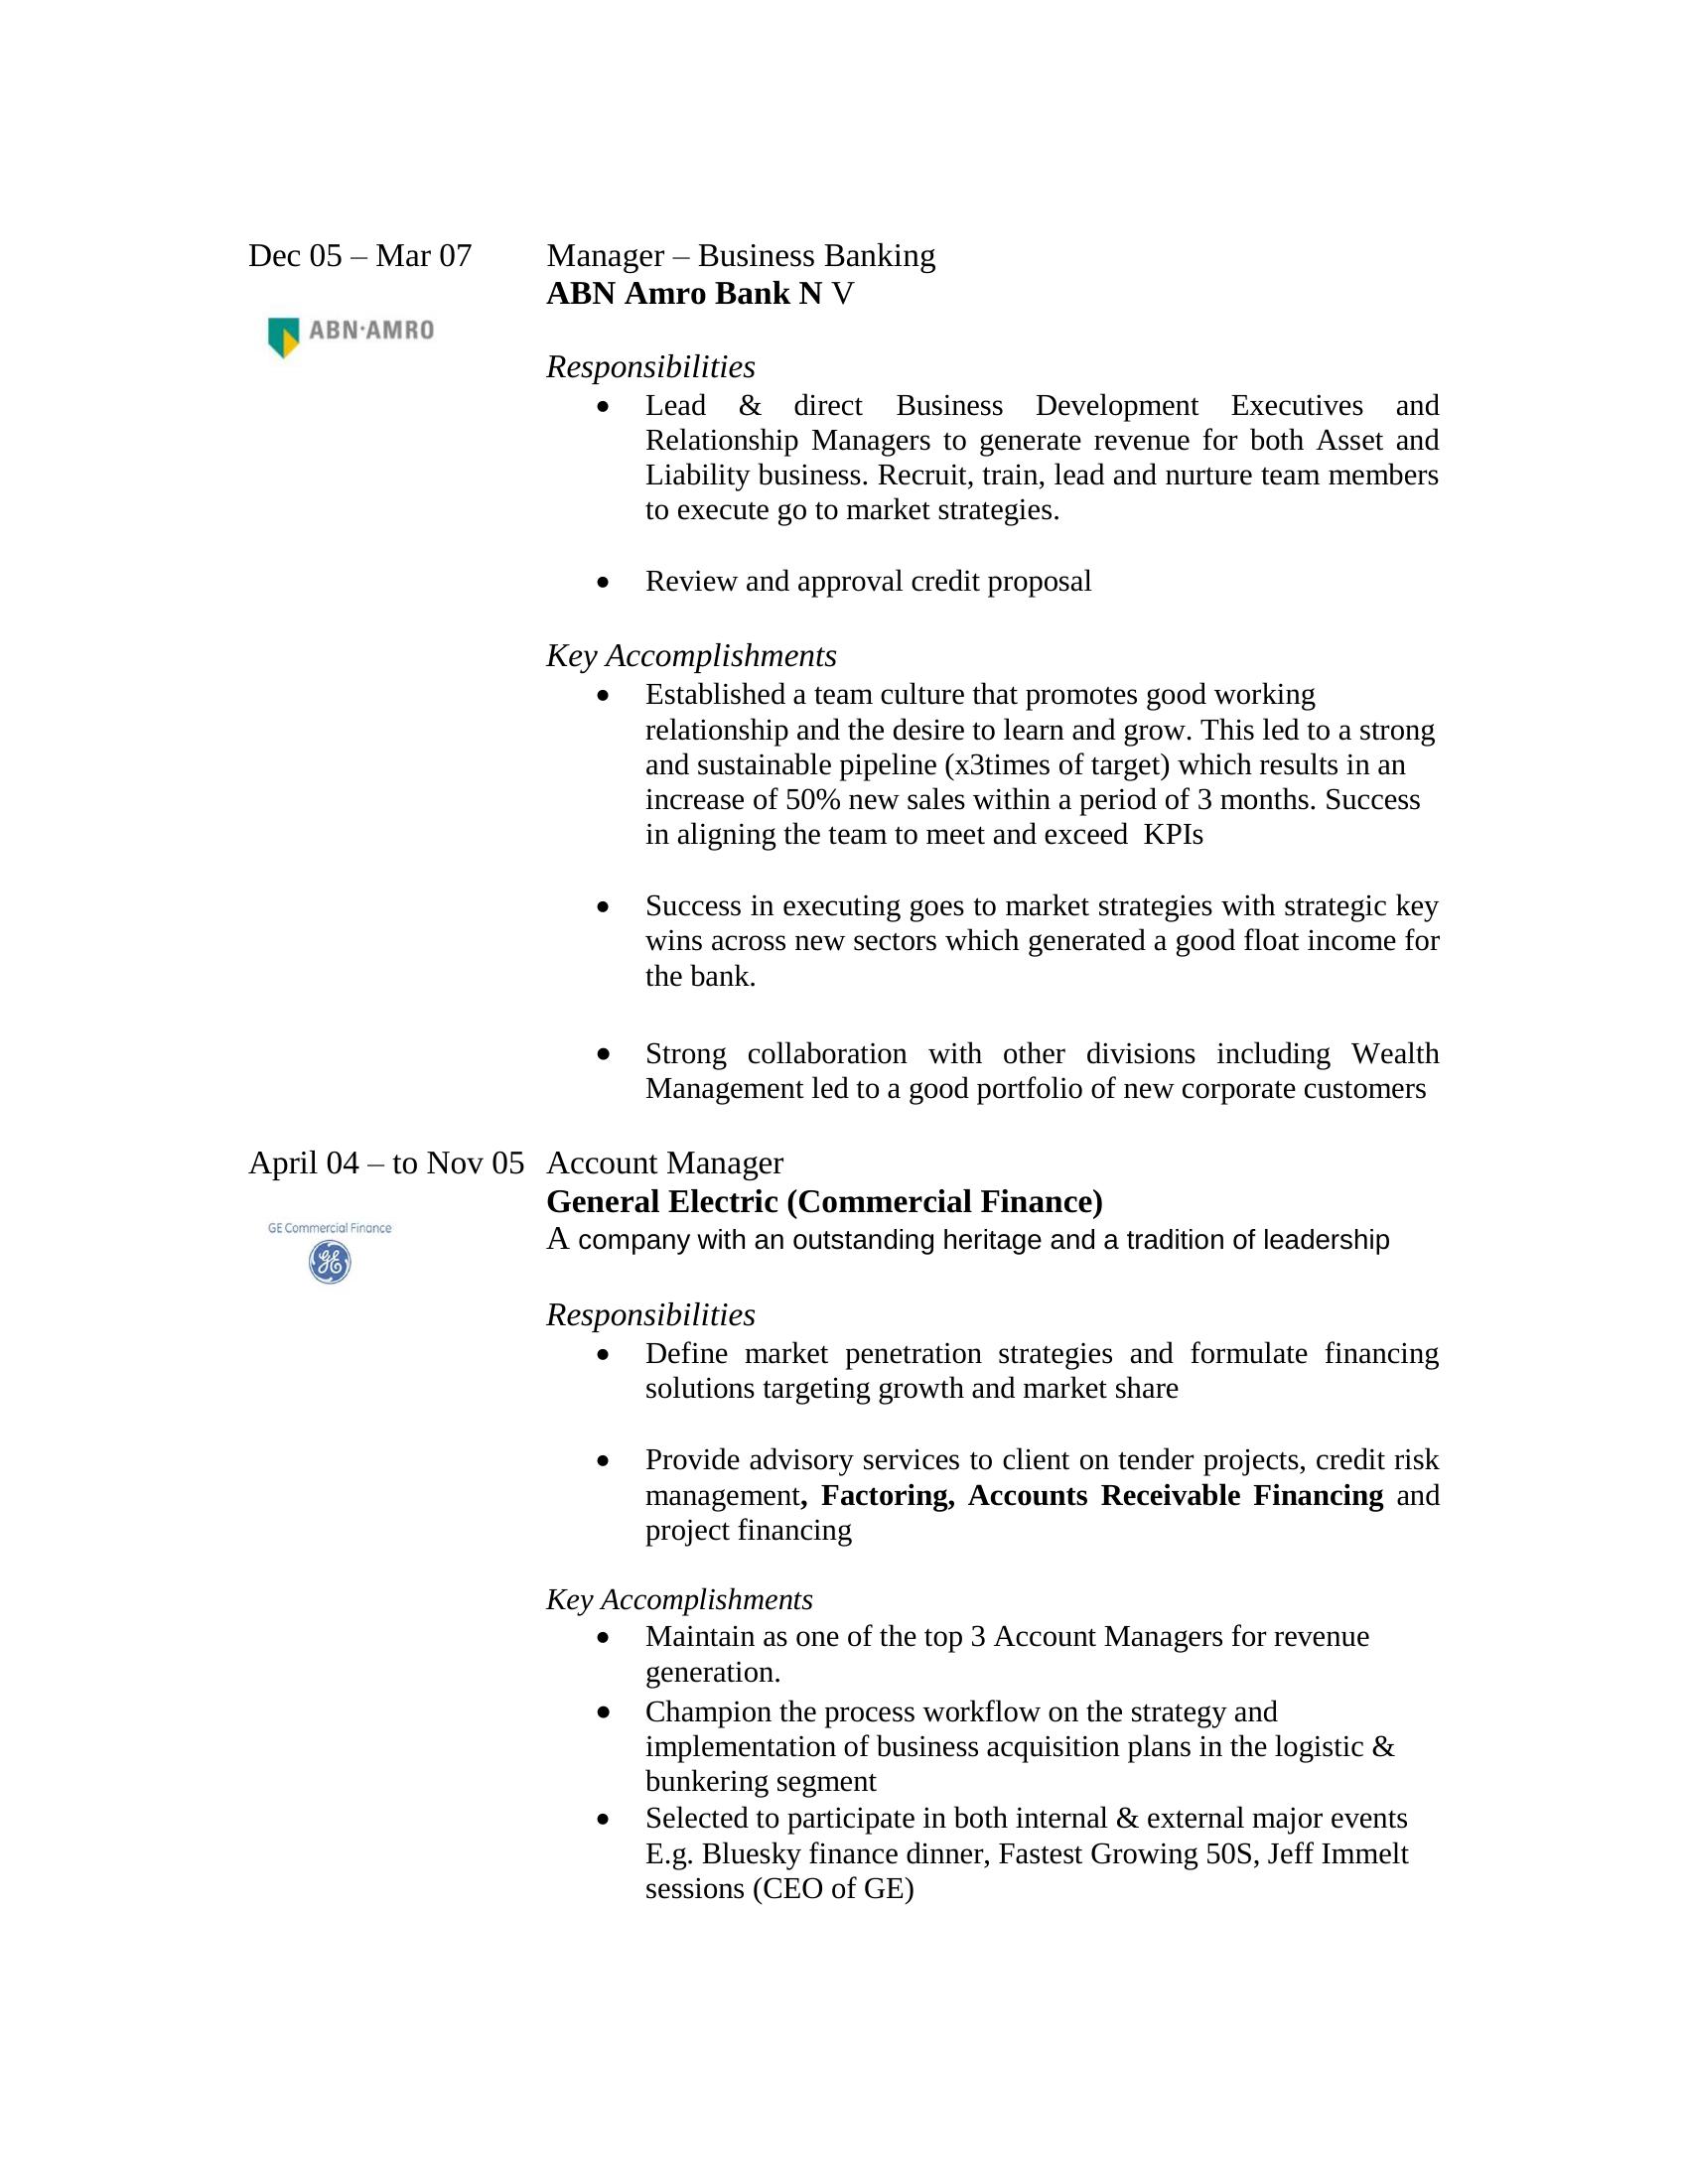 Dec 05 – Mar 07 Manager – Business Banking
ABN Amro Bank N V
ABN·AMRO
Responsibilities
• Lead & direct Business Development Executives and
Relationship Managers to generate revenue for both Asset and
Liability business. Recruit, train, lead and nurture team members
to execute go to market strategies.
• Review and approval credit proposal
Key Accomplishments
• Established a team culture that promotes good working
relationship and the desire to learn and grow. This led to a strong
and sustainable pipeline (x3times of target) which results in an
increase of 50% new sales within a period of 3 months. Success
in aligning the team to meet and exceed  KPIs
• Success in executing goes to market strategies with strategic key
wins across new sectors which generated a good float income for
the bank.
• Strong collaboration with other divisions including Wealth
Management led to a good portfolio of new corporate customers
April 04 – to Nov 05 Account Manager
General Electric (Commercial Finance)
GE Commercial Finance
A company with an outstanding heritage and a tradition of leadership
GE
Responsibilities
• Define market penetration strategies and formulate financing
solutions targeting growth and market share
• Provide advisory services to client on tender projects, credit risk
management, Factoring, Accounts Receivable Financing and
project financing
Key Accomplishments
• Maintain as one of the top 3 Account Managers for revenue
generation.
• Champion the process workflow on the strategy and
implementation of business acquisition plans in the logistic &
bunkering segment
• Selected to participate in both internal & external major events
E.g. Bluesky finance dinner, Fastest Growing 50S, Jeff Immelt
sessions (CEO of GE)